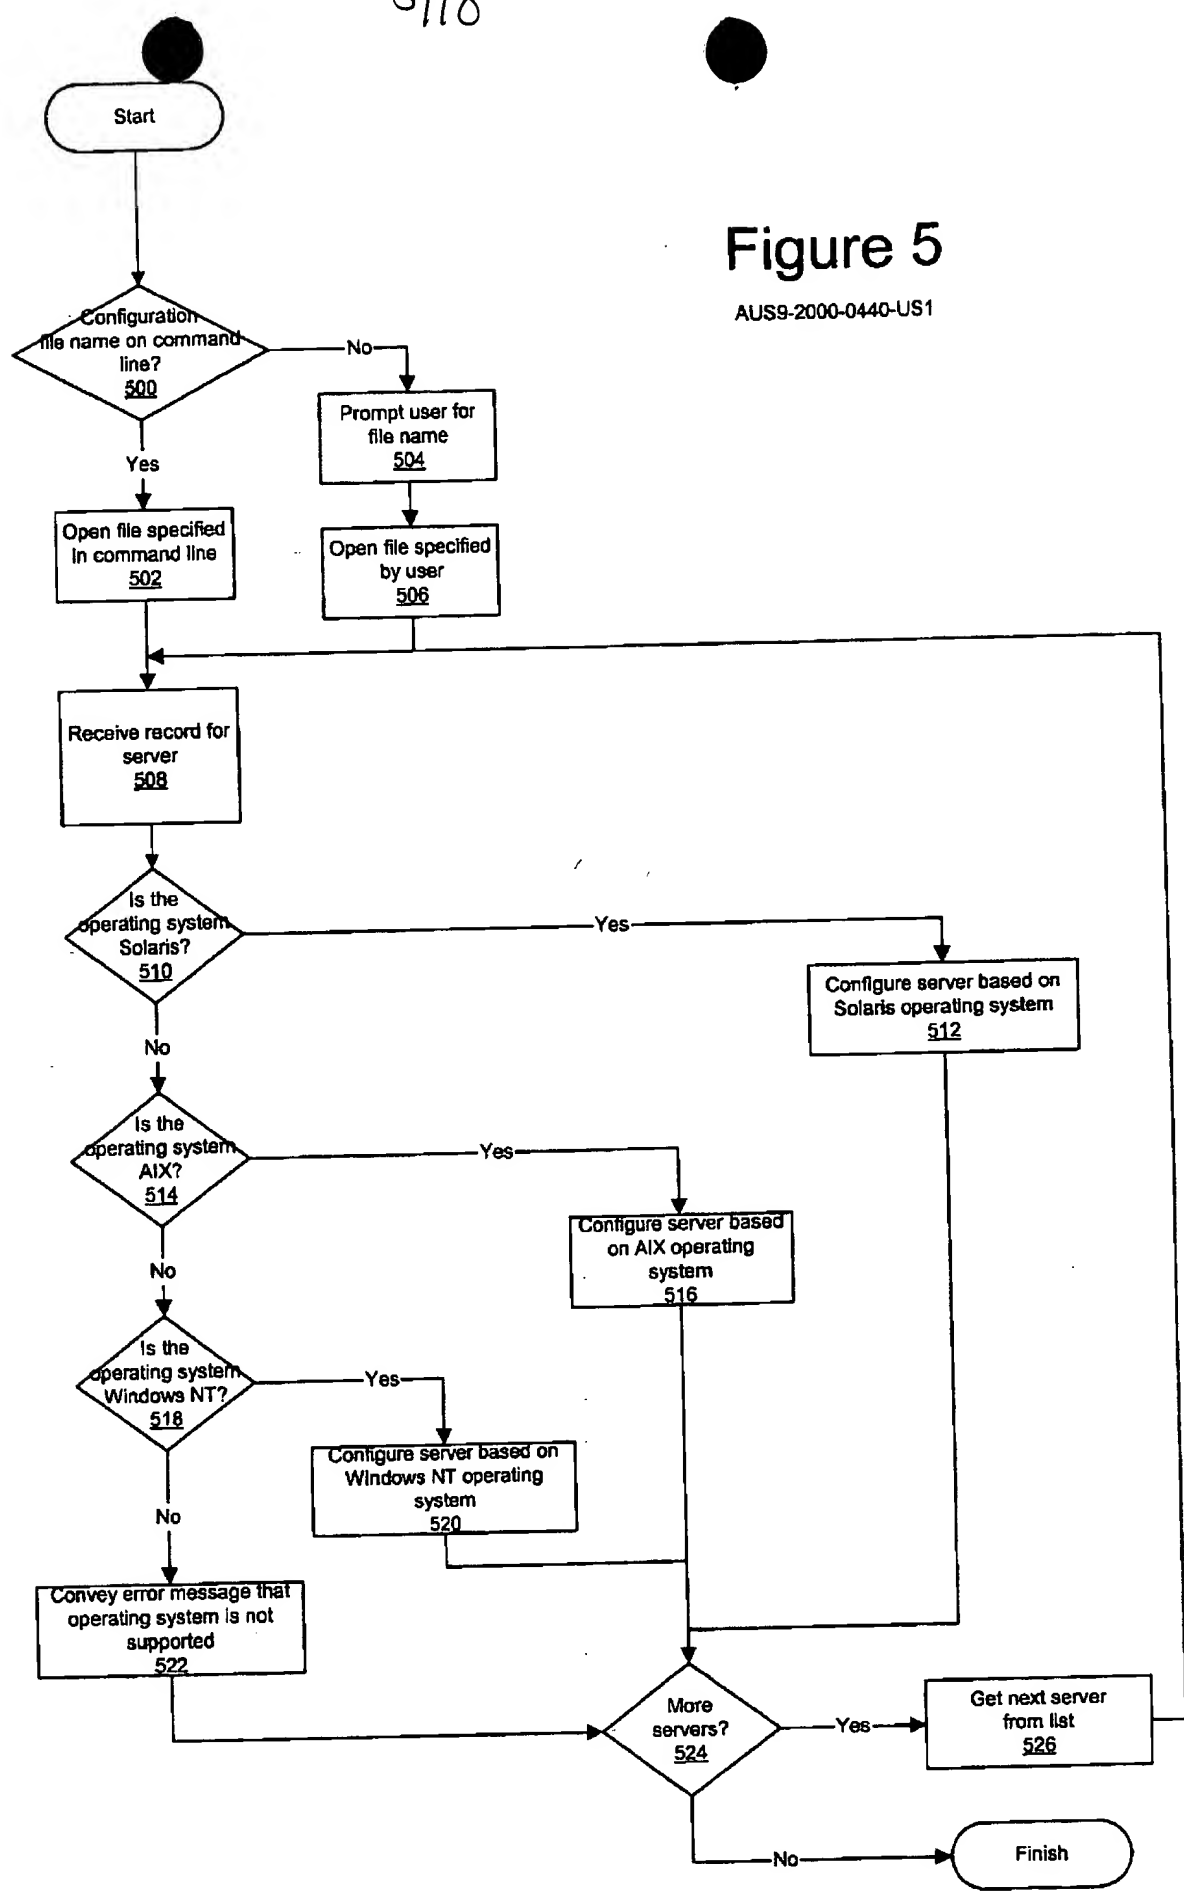 Start
Figure 5
AUS9-2000-0440-US1
Configuration
file name on command
line?
500
No
Prompt user for
file name
504
Yes
Open file specified
in command line
502
Open file specified
by user
506
Receive record for
server
508
Is the
operating system
Solaris?
510
Yes
Configure server based on
Solaris operating system
512
No
Is the
operating system
AIX?
514
Yes
Configure server based
on AIX operating
system
516
No
Is the
operating system
Windows NT?
518
Yes
Configure server based on
Windows NT operating
system
520
No
Convey error message that
operating system is not
supported
522
More
servers?
524
Yes
Get next server
from list
526
No
Finish